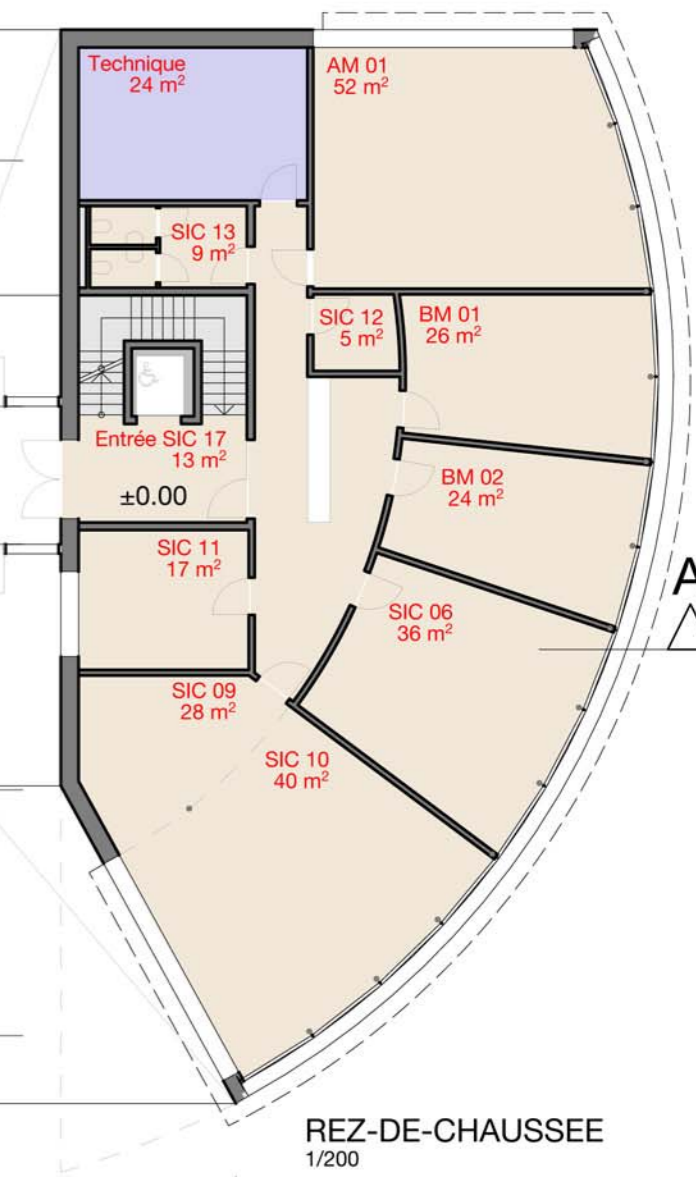 Technique
24 m²
AM 01
52 m²
SIC 13
9 m²
SIC 12
5 m²
BM 01
26 m²
Entrée SIC 17
13 m²
±0.00
BM 02
24 m²
SIC 11
17 m²
A
SIC 06
36 m²
SIC 09
28 m²
SIC 10
40 m²
REZ-DE-CHAUSSEE
1/200